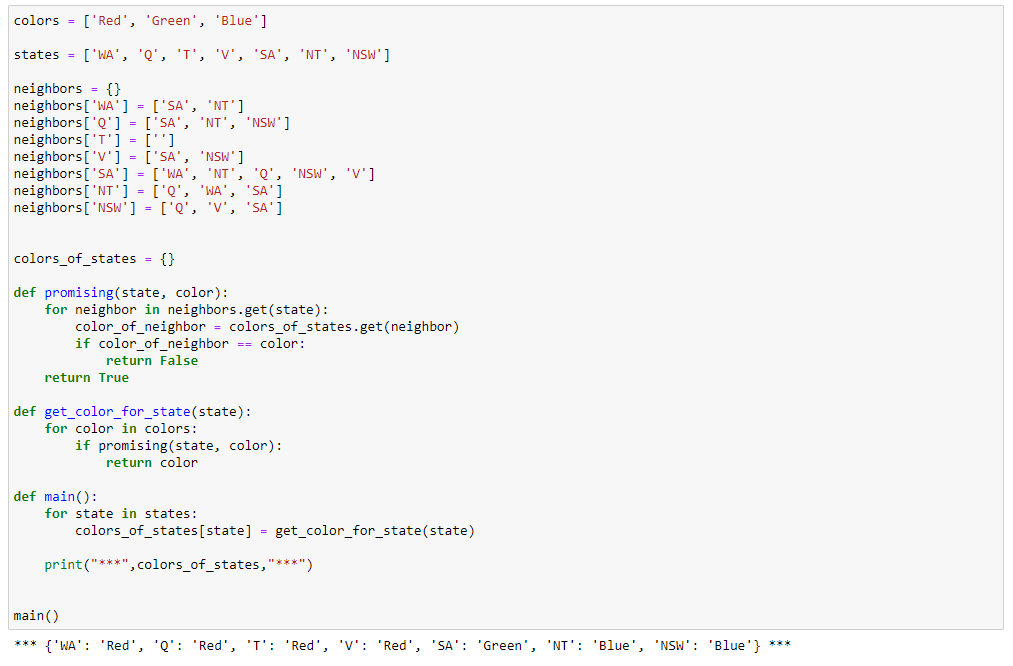 colors = ['Red', 'Green', 'Blue']
states = ['WA', 'Q', 'T', 'V', 'SA', 'NT', 'NSW']
neighbors = {}
neighbors['WA'] = ['SA', 'NT']
neighbors['Q'] = ['SA', 'NT', 'NSW']
neighbors['T'] = ['']
neighbors['V'] = ['SA', 'NSW']
neighbors['SA'] = ['WA', 'NT', 'Q', 'NSW', 'V']
neighbors['NT'] = ['Q', 'WA', 'SA']
neighbors['NSW'] = ['Q', 'V', 'SA']
colors_of_states = {}
def promising(state, color):
    for neighbor in neighbors.get(state):
        color_of_neighbor = colors_of_states.get(neighbor)
        if color_of_neighbor == color:
            return False
    return True
def get_color_for_state(state):
    for color in colors:
        if promising(state, color):
            return color
def main():
    for state in states:
        colors_of_states[state] = get_color_for_state(state)
    print("***",colors_of_states,"***")
main()
*** {'WA': 'Red', 'Q': 'Red', 'T': 'Red', 'V': 'Red', 'SA': 'Green', 'NT': 'Blue', 'NSW': 'Blue'} ***